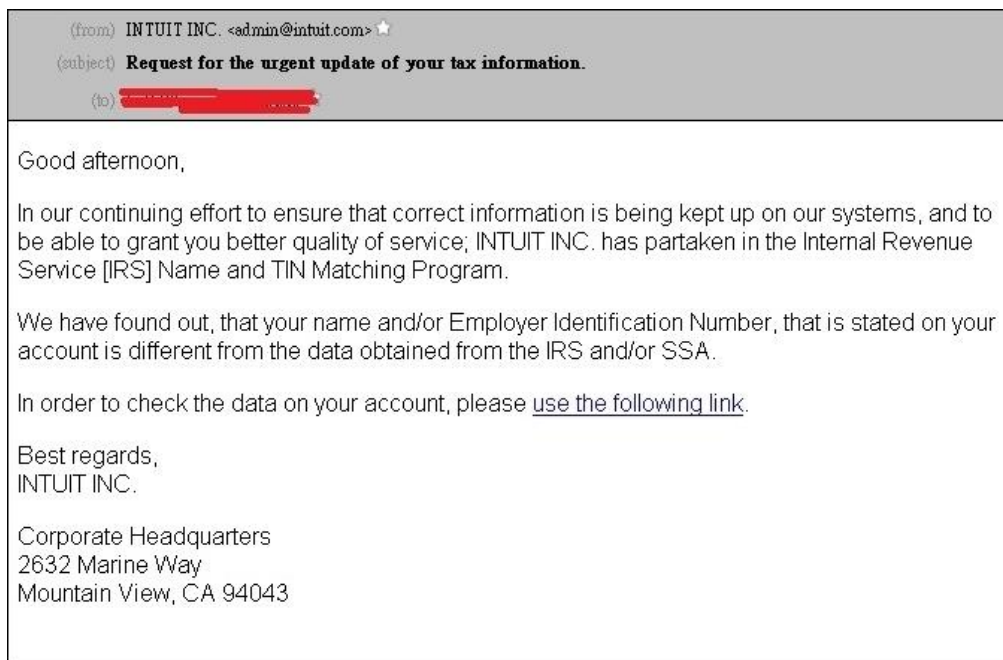 (from) INTUIT INC. <admin@intuit.com>
(subject) Request for the urgent update of your tax information.
(to)
Good afternoon,
In our continuing effort to ensure that correct information is being kept up on our systems, and to
be able to grant you better quality of service; INTUIT INC. has partaken in the Internal Revenue
Service [IRS] Name and TIN Matching Program.
We have found out, that your name and/or Employer Identification Number, that is stated on your
account is different from the data obtained from the IRS and/or SSA.
In order to check the data on your account, please use the following link.
Best regards,
INTUIT INC.
Corporate Headquarters
2632 Marine Way
Mountain View, CA 94043